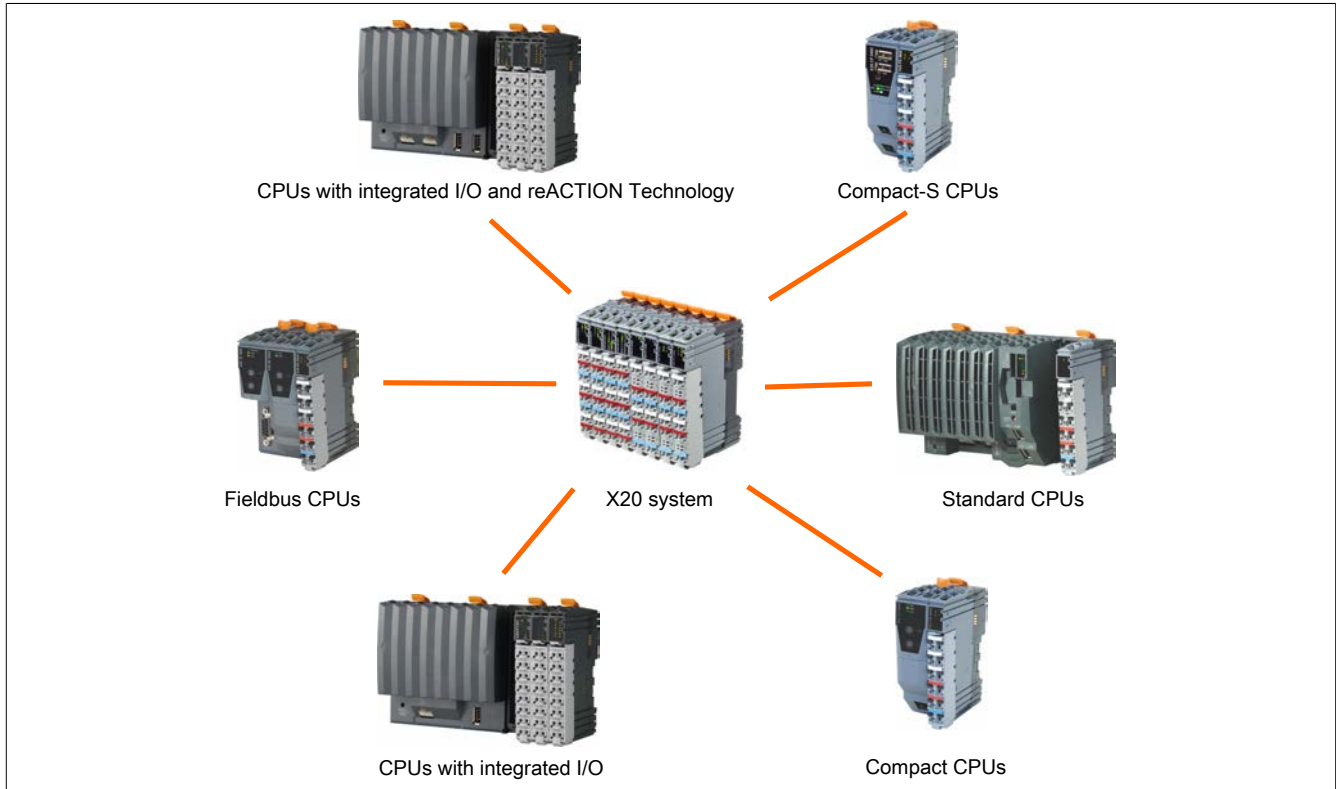 CPUs with integrated I/O and reACTION Technology
Compact-S CPUs
Fieldbus CPUs
X20 system
Standard CPUs
CPUs with integrated I/O
Compact CPUs